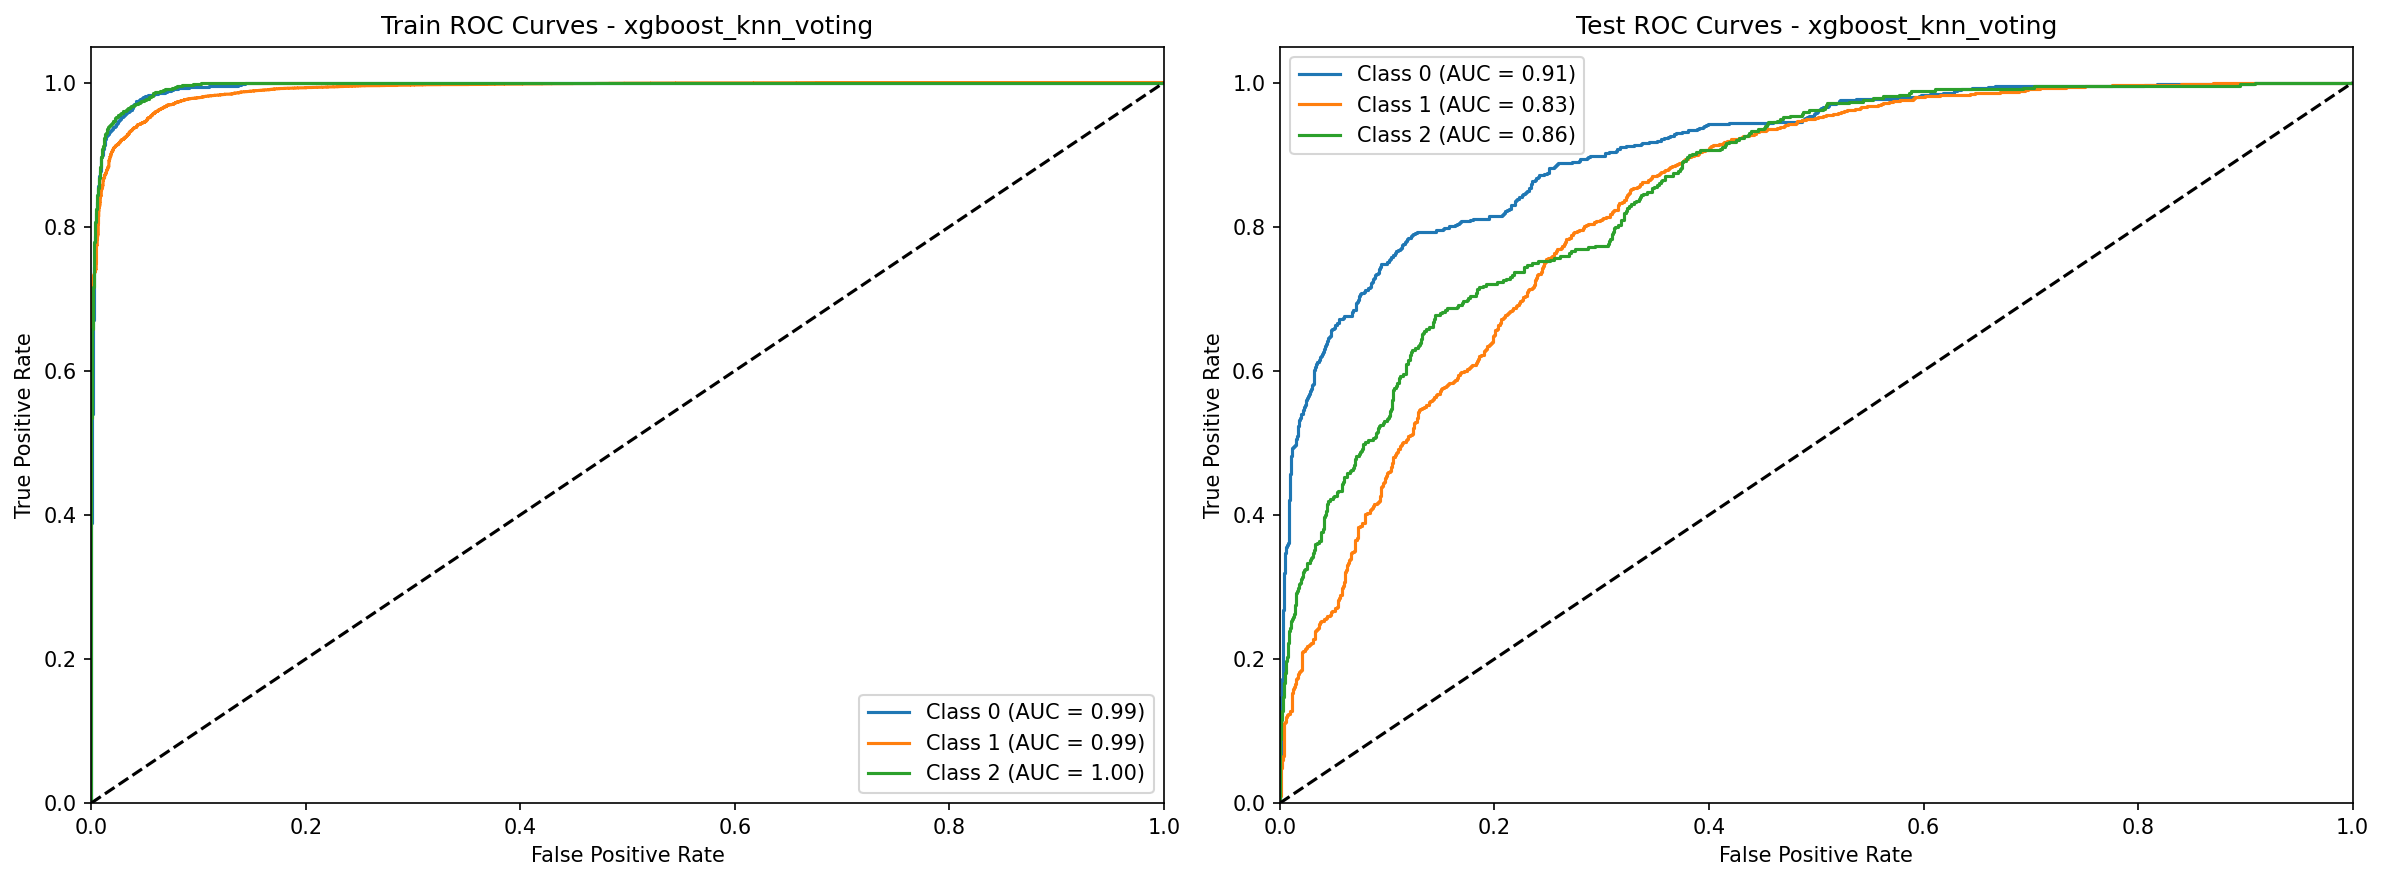 Train ROC Curves - xgboost_knn_voting
True Positive Rate
1.0
0.8
0.6
0.4
0.2
0.0
Class 0 (AUC = 0.99)
Class 1 (AUC = 0.99)
Class 2 (AUC = 1.00)
0.0 0.2 0.4 0.6 0.8 1.0
False Positive Rate
Test ROC Curves - xgboost_knn_voting
True Positive Rate
1.0
0.8
0.6
0.4
0.2
0.0
Class 0 (AUC = 0.91)
Class 1 (AUC = 0.83)
Class 2 (AUC = 0.86)
0.0 0.2 0.4 0.6 0.8 1.0
False Positive Rate